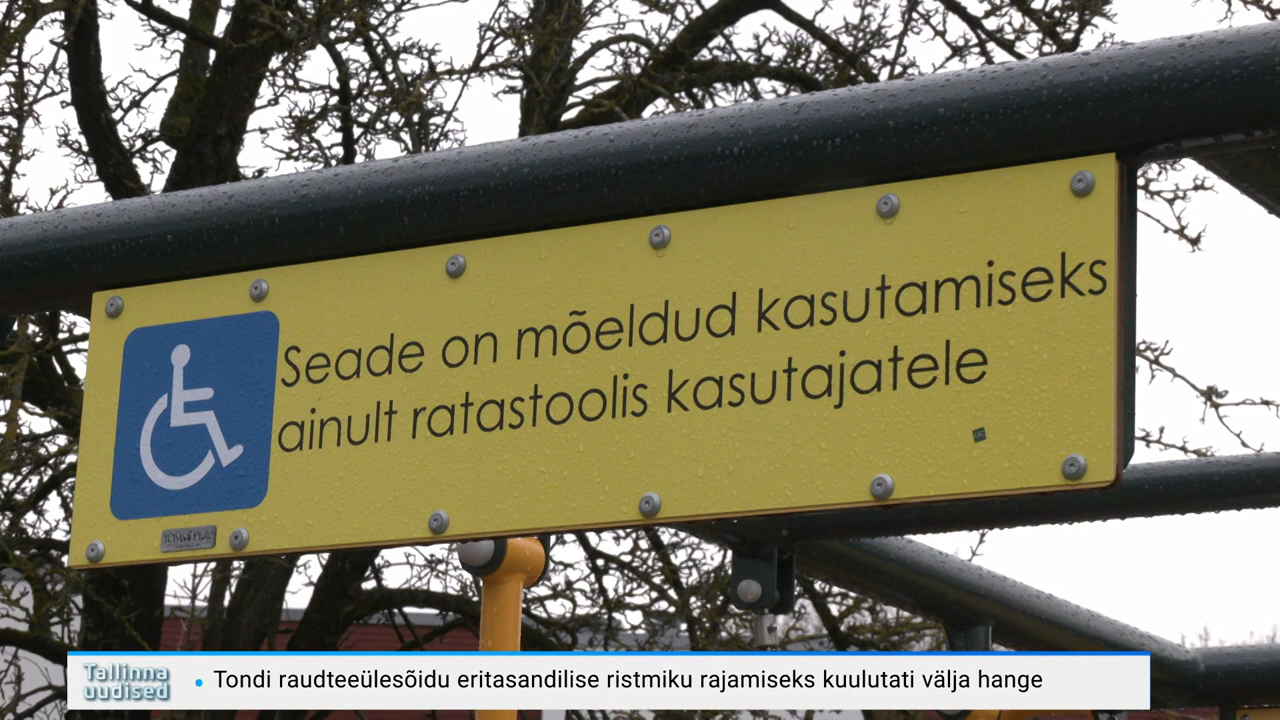 Seade on mõeldud kasutamiseks
ainult ratastoolis kasutajatele
Tallinna
uudised
Tondi raudteeülesõidu eritasandilise ristmiku rajamiseks kuulutati välja hange